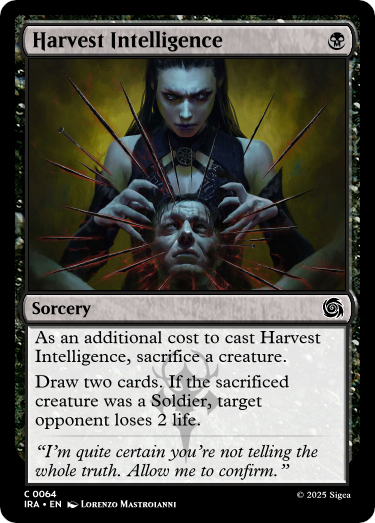 Harvest Intelligence
Sorcery
As an additional cost to cast Harvest
Intelligence, sacrifice a creature.
Draw two cards. If the sacrificed
creature was a Soldier, target
opponent loses 2 life.
“I’m quite certain you’re not telling the
whole truth. Allow me to confirm.”
C 0064
IRA • EN Lorenzo Mastroianni
© 2025 Sigea